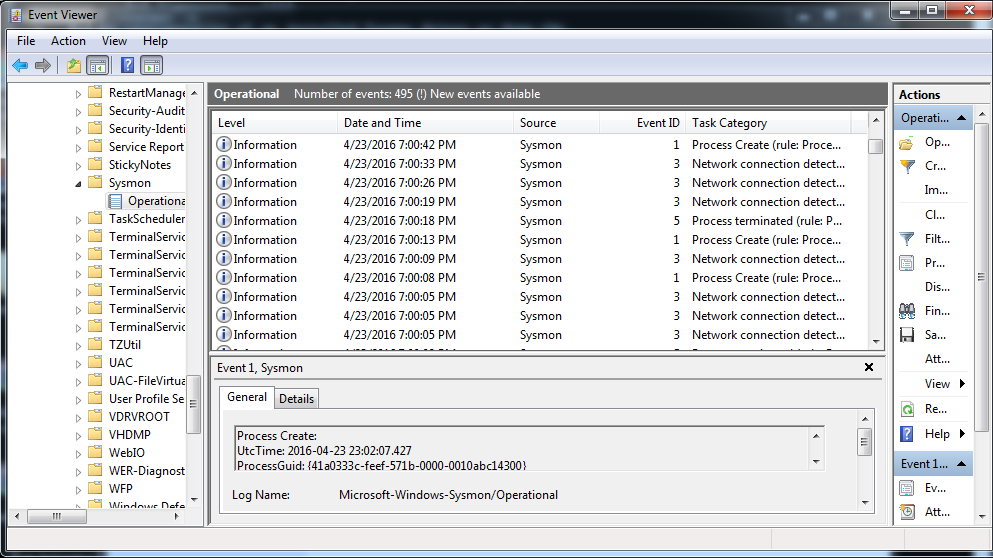 Event Viewer
File Action View Help
RestartManage
Security-Audit
Security-Identi
Service Report
StickyNotes
Sysmon
Operationa
TaskScheduler
TerminalServic
TerminalServic
TerminalServic
TerminalServic
TerminalServic
TerminalServic
TZUtil
UAC
UAC-FileVirtua
User Profile Se
VDRVROOT
VHDMP
WebIO
WER-Diagnost
WFP
Windows Defe
Operational Number of events: 495 (!) New events available
Level Date and Time Source Event ID Task Category
Information 4/23/2016 7:00:42 PM Sysmon 1 Process Create (rule: Proce...
Information 4/23/2016 7:00:33 PM Sysmon 3 Network connection detect...
Information 4/23/2016 7:00:26 PM Sysmon 3 Network connection detect...
Information 4/23/2016 7:00:19 PM Sysmon 3 Network connection detect...
Information 4/23/2016 7:00:18 PM Sysmon 5 Process terminated (rule: P...
Information 4/23/2016 7:00:13 PM Sysmon 1 Process Create (rule: Proce...
Information 4/23/2016 7:00:09 PM Sysmon 3 Network connection detect...
Information 4/23/2016 7:00:08 PM Sysmon 1 Process Create (rule: Proce...
Information 4/23/2016 7:00:05 PM Sysmon 3 Network connection detect...
Information 4/23/2016 7:00:05 PM Sysmon 3 Network connection detect...
Information 4/23/2016 7:00:05 PM Sysmon 3 Network connection detect...
Event 1, Sysmon
General Details
Process Create:
UtcTime: 2016-04-23 23:02:07.427
ProcessGuid: {41a0333c-feef-571b-0000-0010abc14300}
Log Name: Microsoft-Windows-Sysmon/Operational
Actions
Operati...
Op...
Cr...
Im...
Cl...
Filt...
Pr...
Dis...
Fin...
Sa...
Att...
View
Re...
Help
Event 1...
Ev...
Att...